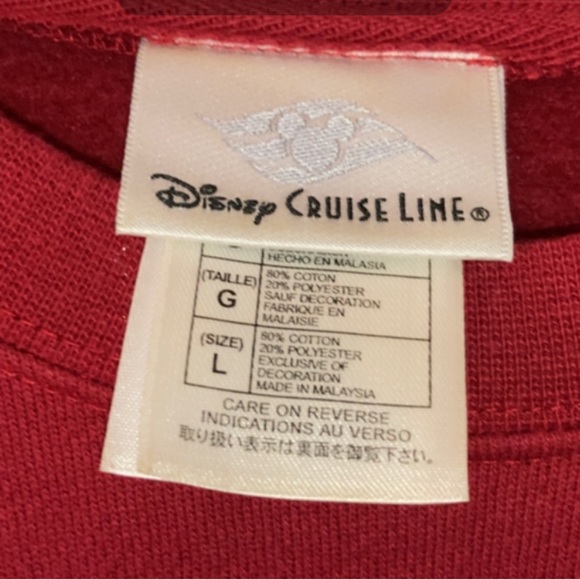 Disney CRUISE LINE®
HECHO EN MALASIA
(TAILLE)
G
80% COTON
20% POLYESTER
SAUF DECORATION
FABRIQUE EN
MALAISIE
(SIZE)
L
80% COTTON
20% POLYESTER
EXCLUSIVE OF
DECORATION
MADE IN MALAYSIA
CARE ON REVERSE
INDICATIONS AU VERSO
取り扱い表示は裏面を御覧下さい。